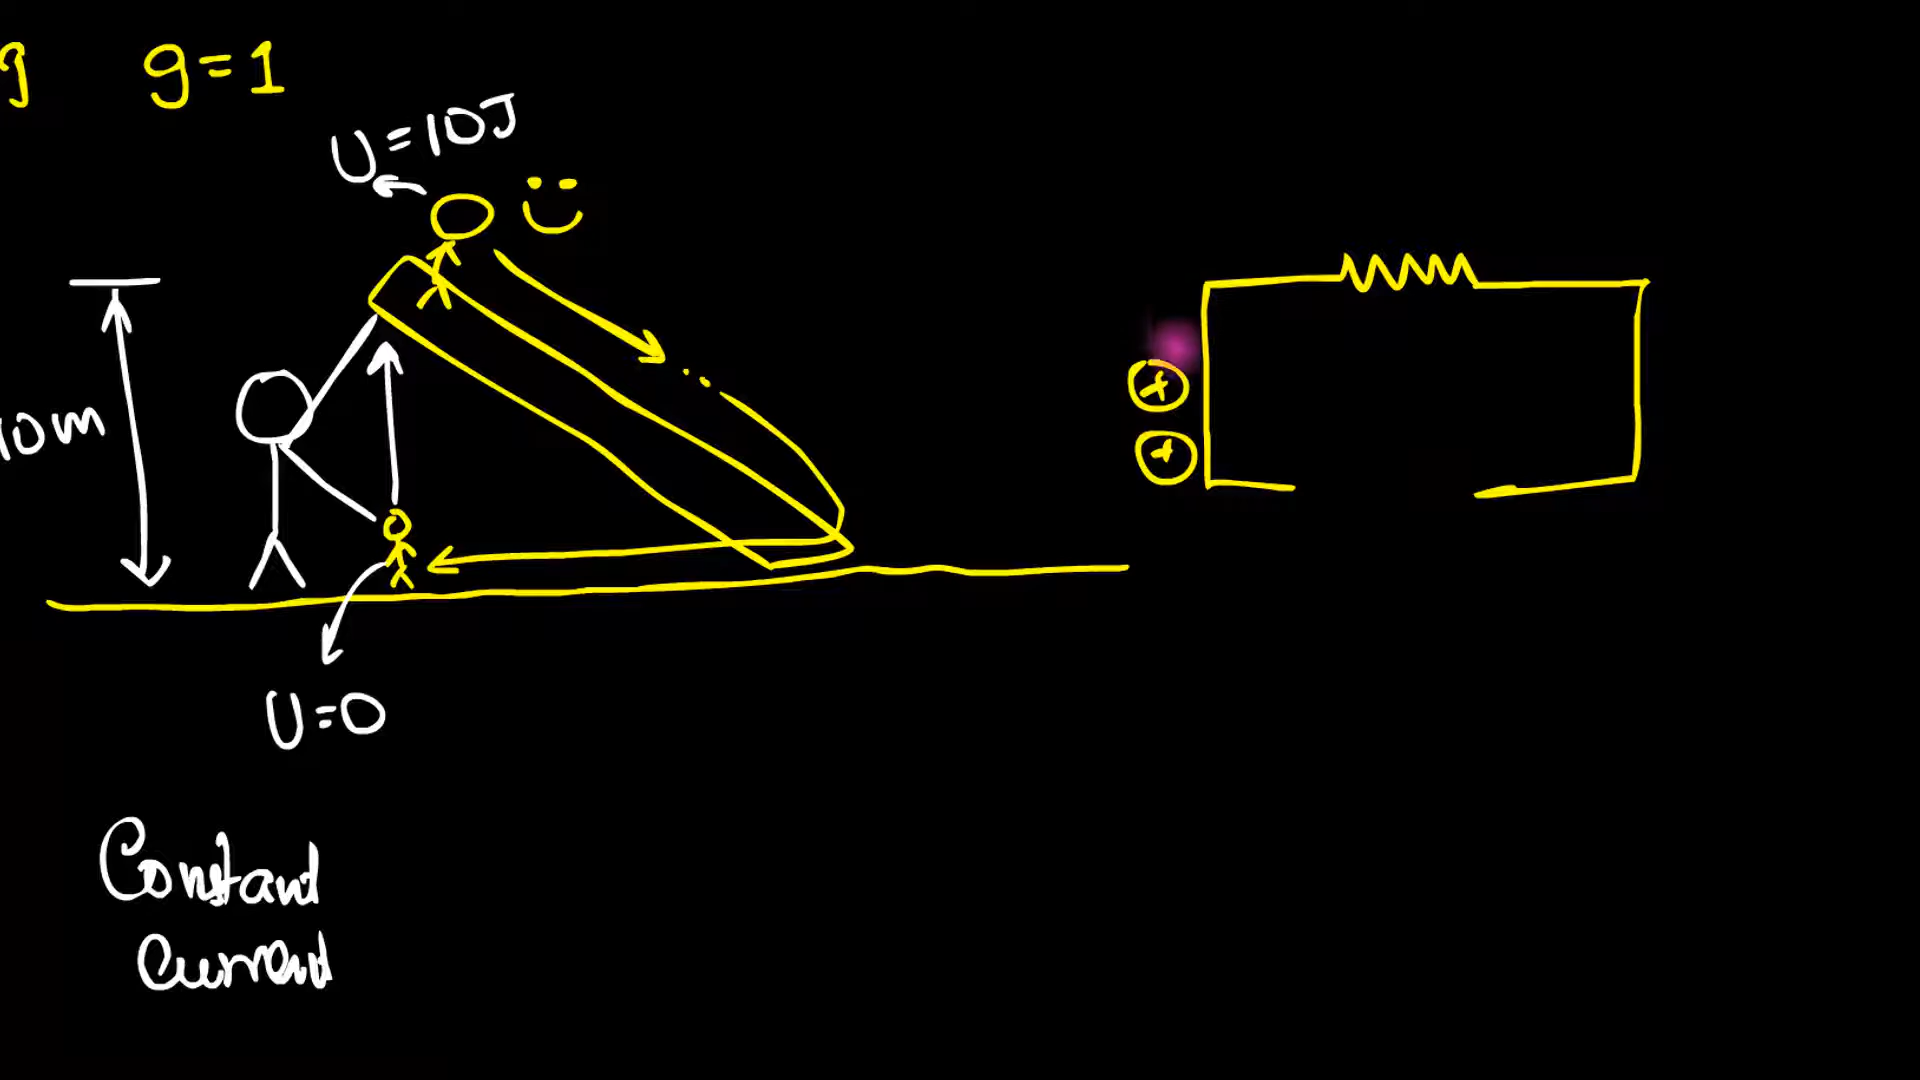 g=1
U=10J
10m
U=0
Constant
Current
+
+